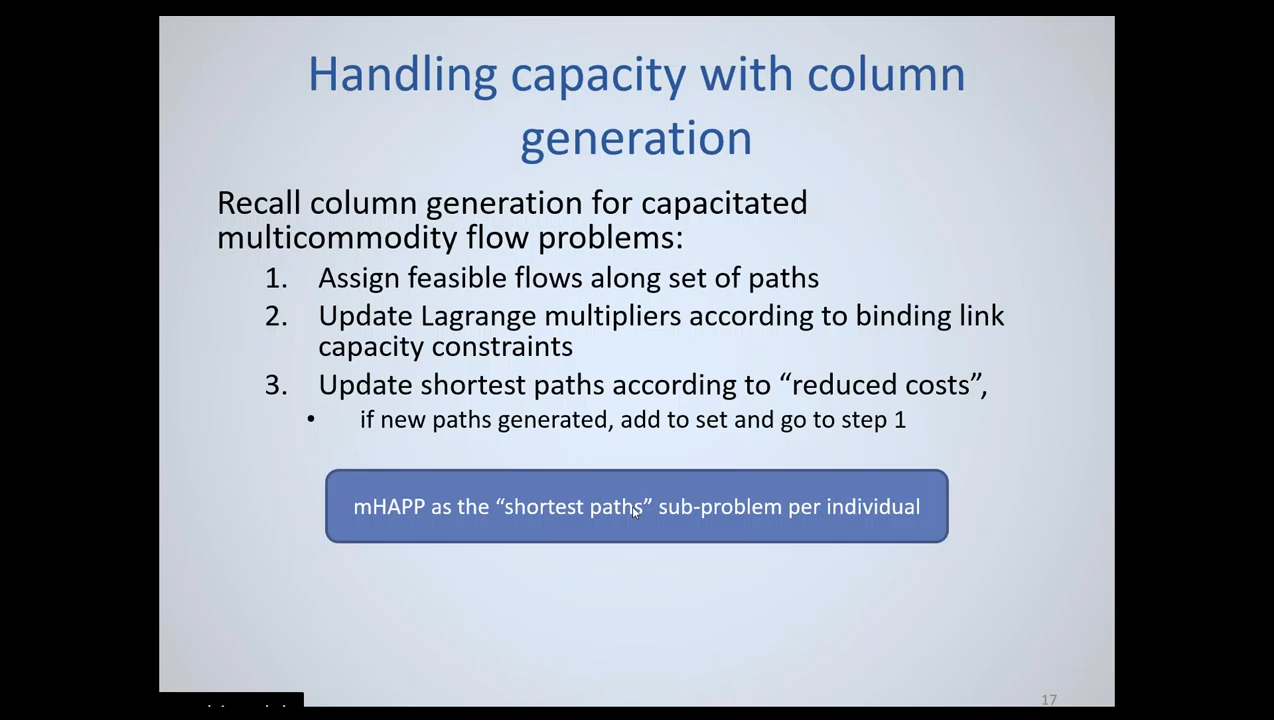 Handling capacity with column
generation
Recall column generation for capacitated
multicommodity flow problems:
1. Assign feasible flows along set of paths
2. Update Lagrange multipliers according to binding link
capacity constraints
3. Update shortest paths according to “reduced costs”,
• if new paths generated, add to set and go to step 1
mHAPP as the “shortest paths” sub-problem per individual
17